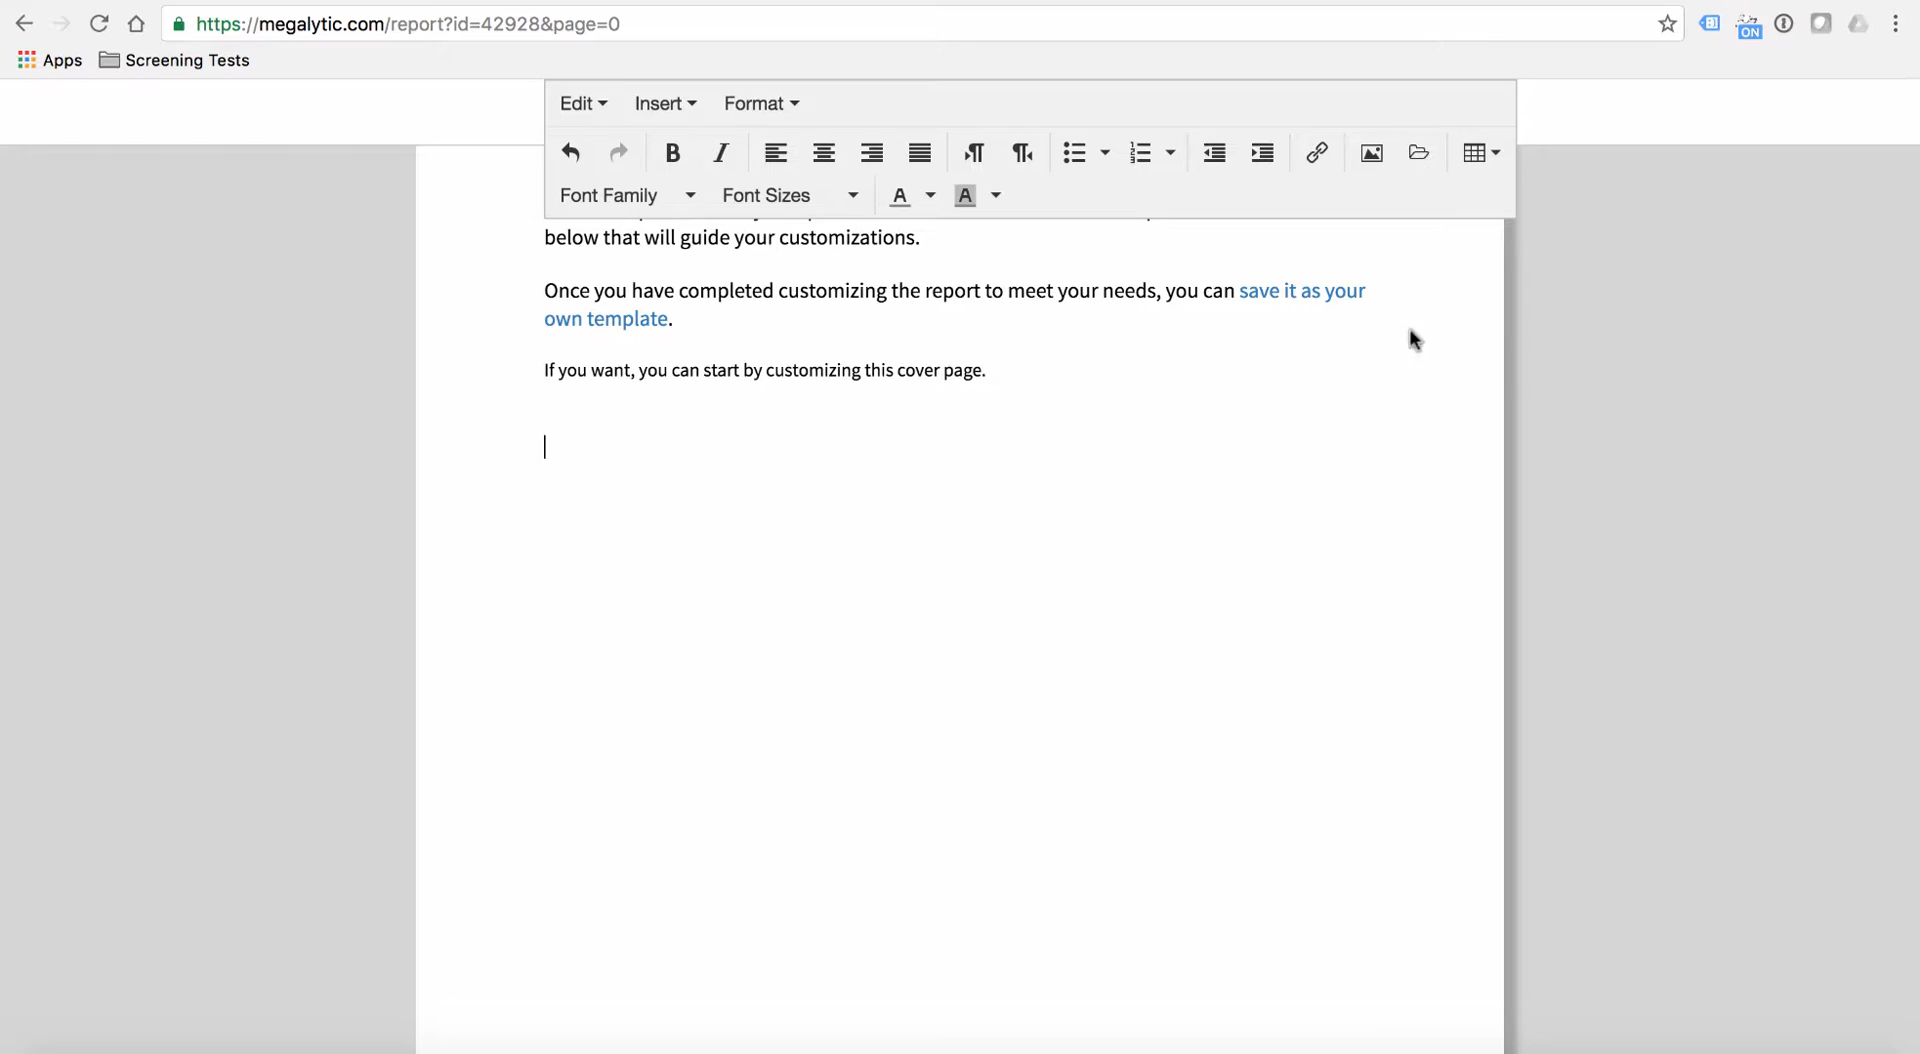 https://megalytic.com/report?id=42928&page=0
ON
Apps Screening Tests
Edit Insert Format
B I
Font Family Font Sizes A A
below that will guide your customizations.
Once you have completed customizing the report to meet your needs, you can save it as your
own template.
If you want, you can start by customizing this cover page.